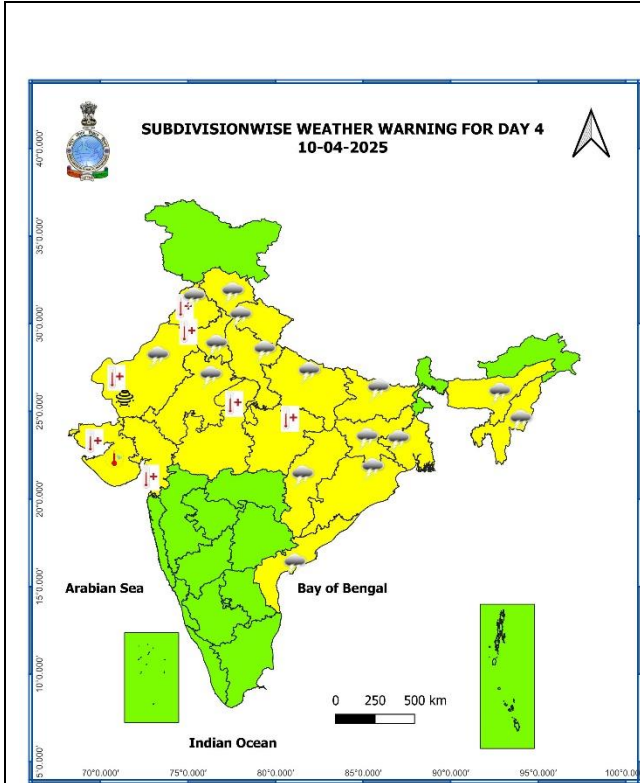 SUBDIVISIONWISE WEATHER WARNING FOR DAY 4
10-04-2025
40°0.000'
35°0.000'
30°0.000'
25°0.000'
20°0.000'
15°0.000'
10°0.000'
5°0.000'
Arabian Sea
Bay of Bengal
0 250 500 km
Indian Ocean
70°0.000' 75°0.000' 80°0.000' 85°0.000' 90°0.000' 95°0.000' 100°0.0